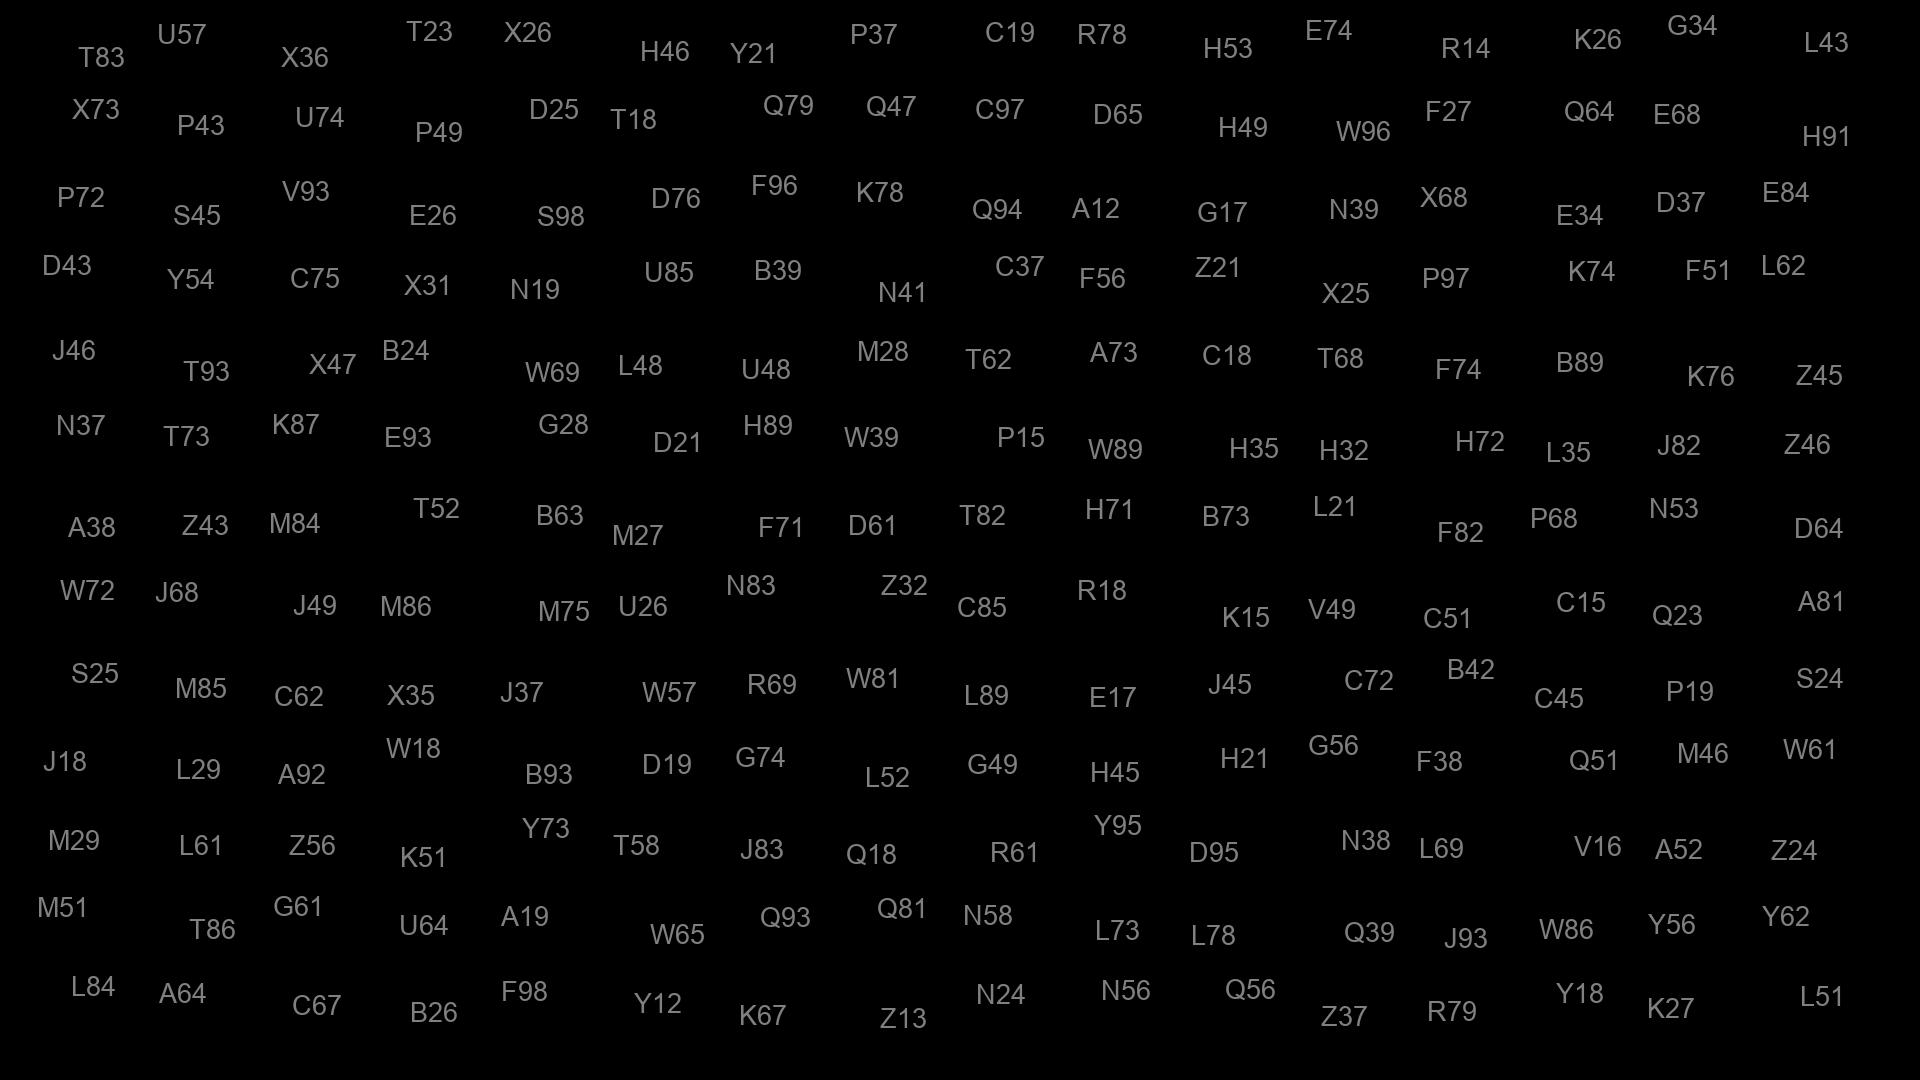 T83 U57 X36 T23 X26 H46 Y21 P37 C19 R78 H53 E74 R14 K26 G34 L43
X73 P43 U74 P49 D25 T18 Q79 Q47 C97 D65 H49 W96 F27 Q64 E68 H91
P72 S45 V93 E26 S98 D76 F96 K78 Q94 A12 G17 N39 X68 E34 D37 E84
D43 Y54 C75 X31 N19 U85 B39 N41 C37 F56 Z21 X25 P97 K74 F51 L62
J46 T93 X47 B24 W69 L48 U48 M28 T62 A73 C18 T68 F74 B89 K76 Z45
N37 T73 K87 E93 G28 D21 H89 W39 P15 W89 H35 H32 H72 L35 J82 Z46
A38 Z43 M84 T52 B63 M27 F71 D61 T82 H71 B73 L21 F82 P68 N53 D64
W72 J68 J49 M86 M75 U26 N83 Z32 C85 R18 K15 V49 C51 C15 Q23 A81
S25 M85 C62 X35 J37 W57 R69 W81 L89 E17 J45 C72 B42 C45 P19 S24
J18 L29 A92 W18 B93 D19 G74 L52 G49 H45 H21 G56 F38 Q51 M46 W61
M29 L61 Z56 K51 Y73 T58 J83 Q18 R61 Y95 D95 N38 L69 V16 A52 Z24
M51 T86 G61 U64 A19 W65 Q93 Q81 N58 L73 L78 Q39 J93 W86 Y56 Y62
L84 A64 C67 B26 F98 Y12 K67 Z13 N24 N56 Q56 Z37 R79 Y18 K27 L51